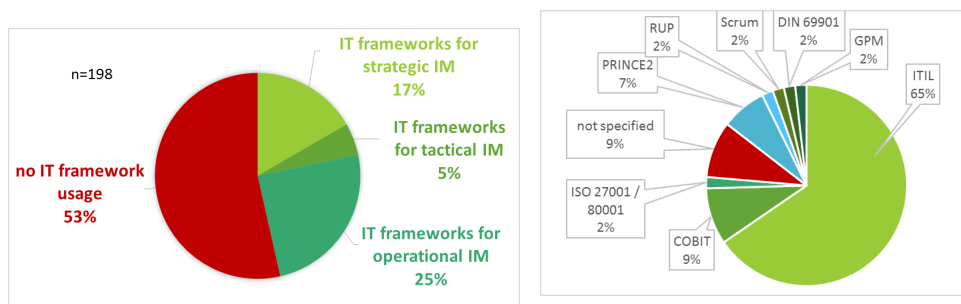 n=198
IT frameworks for
strategic IM
17%
IT frameworks
for tactical IM
5%
IT frameworks for
operational IM
25%
no IT framework
usage
53%
ITIL
65%
COBIT
9%
ISO 27001 /
80001
2%
not specified
9%
PRINCE2
7%
RUP
2%
Scrum
2%
DIN 69901
2%
GPM
2%